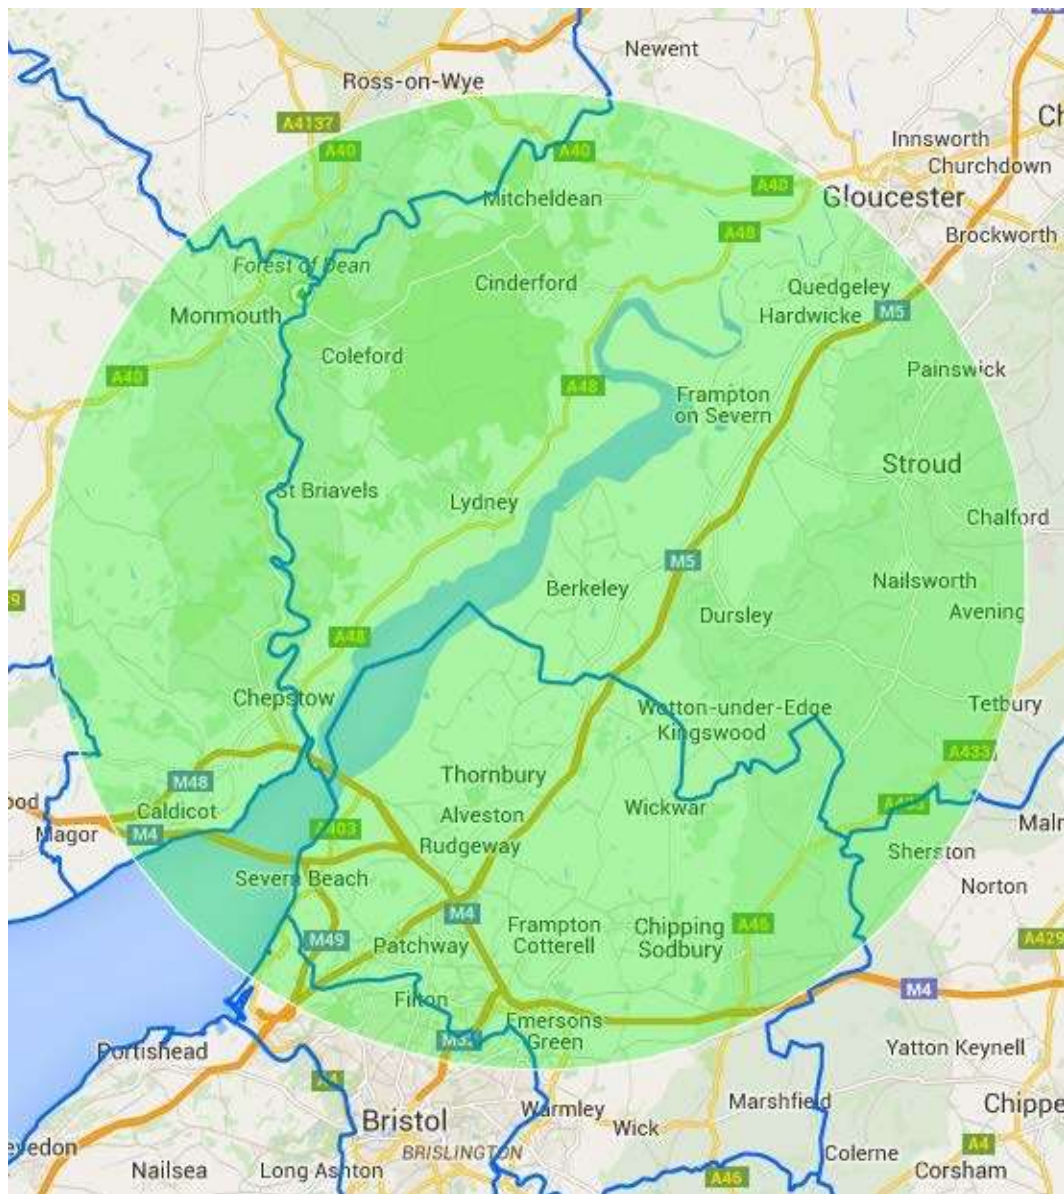 Newent
Ross-on-Wye
A4137
A40
A40
Innsworth
Churchdown
A40
Mitcheldean
Gloucester
A48
Brockworth
Forest of Dean
Cinderford
Quedgeley
Monmouth
Hardwicke
M5
Coleford
A40
A48
Painswick
Frampton
on Severn
Stroud
St Briavels
Lydney
Chalford
M5
Berkeley
Nailsworth
Dursley
Avening
A48
Chepstow
Wotton-under-Edge
Kingswood
Tetbury
A433
Thornbury
M48
Caldicot
Alveston
Wickwar
Magor
M4
A403
Rudgeway
Sherston
Severn Beach
Norton
M4
Frampton
Cotterell
Chipping
Sodbury
A46
A429
M49
Patchway
Filton
M4
Emersons
Green
M32
Portishead
Yatton Keynell
A4
Bristol
Warmley
Wick
Marshfield
BRISLINGTON
Colerne
A4
Nailsea
Long Ashton
A46
Corsham